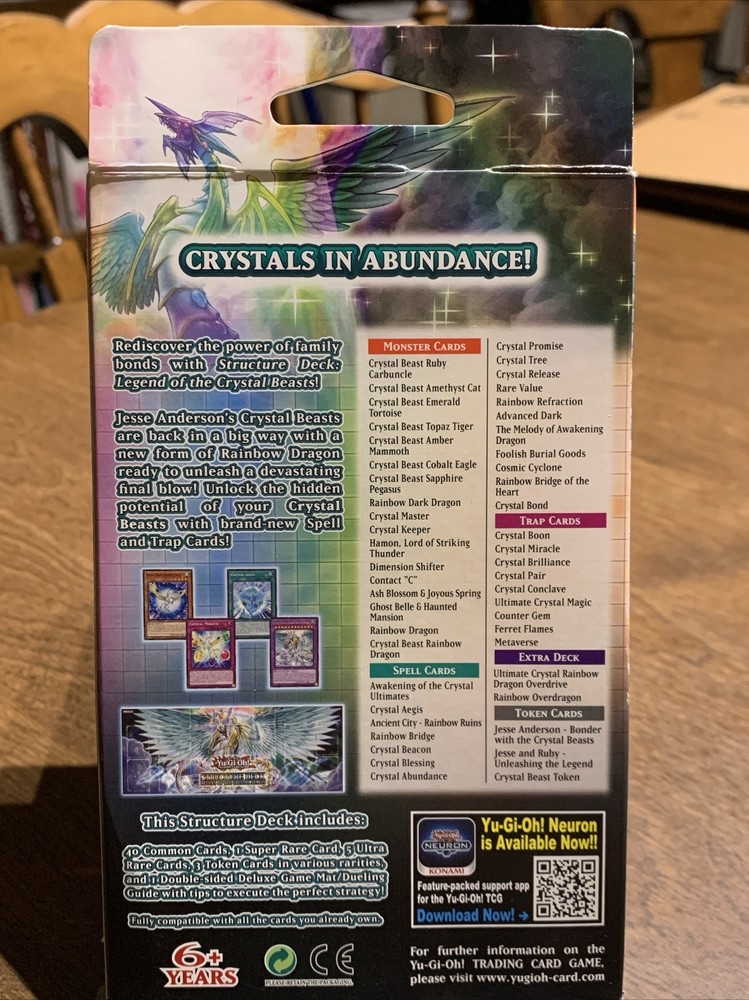 CRYSTALS IN ABUNDANCE!
Rediscover the power of family
bonds with Structure Deck:
Legend of the Crystal Beasts!
Jesse Anderson's Crystal Beasts
are back in a big way with a
new form of Rainbow Dragon
ready to unleash a devastating
final blow! Unlock the hidden
potential of your Crystal
Beasts with brand-new Spell
and Trap Cards!
MONSTER CARDS
Crystal Beast Ruby
Carbuncle
Crystal Beast Amethyst Cat
Crystal Beast Emerald
Tortoise
Crystal Beast Topaz Tiger
Crystal Beast Amber
Mammoth
Crystal Beast Cobalt Eagle
Crystal Beast Sapphire
Pegasus
Rainbow Dark Dragon
Crystal Master
Crystal Keeper
Hamon, Lord of Striking
Thunder
Dimension Shifter
Contact "C"
Ash Blossom & Joyous Spring
Ghost Belle & Haunted
Mansion
Rainbow Dragon
Crystal Beast Rainbow
Dragon
SPELL CARDS
Awakening of the Crystal
Ultimates
Crystal Aegis
Ancient City - Rainbow Ruins
Rainbow Bridge
Crystal Beacon
Crystal Blessing
Crystal Abundance
Crystal Promise
Crystal Tree
Crystal Release
Rare Value
Rainbow Refraction
Advanced Dark
The Melody of Awakening
Dragon
Foolish Burial Goods
Cosmic Cyclone
Rainbow Bridge of the
Heart
Crystal Bond
TRAP CARDS
Crystal Boon
Crystal Miracle
Crystal Brilliance
Crystal Pair
Crystal Conclave
Ultimate Crystal Magic
Counter Gem
Ferret Flames
Metaverse
EXTRA DECK
Ultimate Crystal Rainbow
Dragon Overdrive
Rainbow Overdragon
TOKEN CARDS
Jesse Anderson - Bonder
with the Crystal Beasts
Jesse and Ruby -
Unleashing the Legend
Crystal Beast Token
Yu-Gi-Oh!
STRUCTURE DECK
This Structure Deck includes:
40 Common Cards, 1 Super Rare Card, 5 Ultra
Rare Cards, 3 Token Cards in various rarities,
and 1 Double-sided Deluxe Game Mat/Dueling
Guide with tips to execute the perfect strategy!
Fully compatible with all the cards you already own.
6+
YEARS
PLEASE RETAIN THE PACKAGING.
CE
Yu-Gi-Oh!
NEURON
KONAMI
Yu-Gi-Oh! Neuron
is Available Now!!
Feature-packed support app
for the Yu-Gi-Oh! TCG
Download Now! →
For further information on the
Yu-Gi-Oh! TRADING CARD GAME,
please visit www.yugioh-card.com